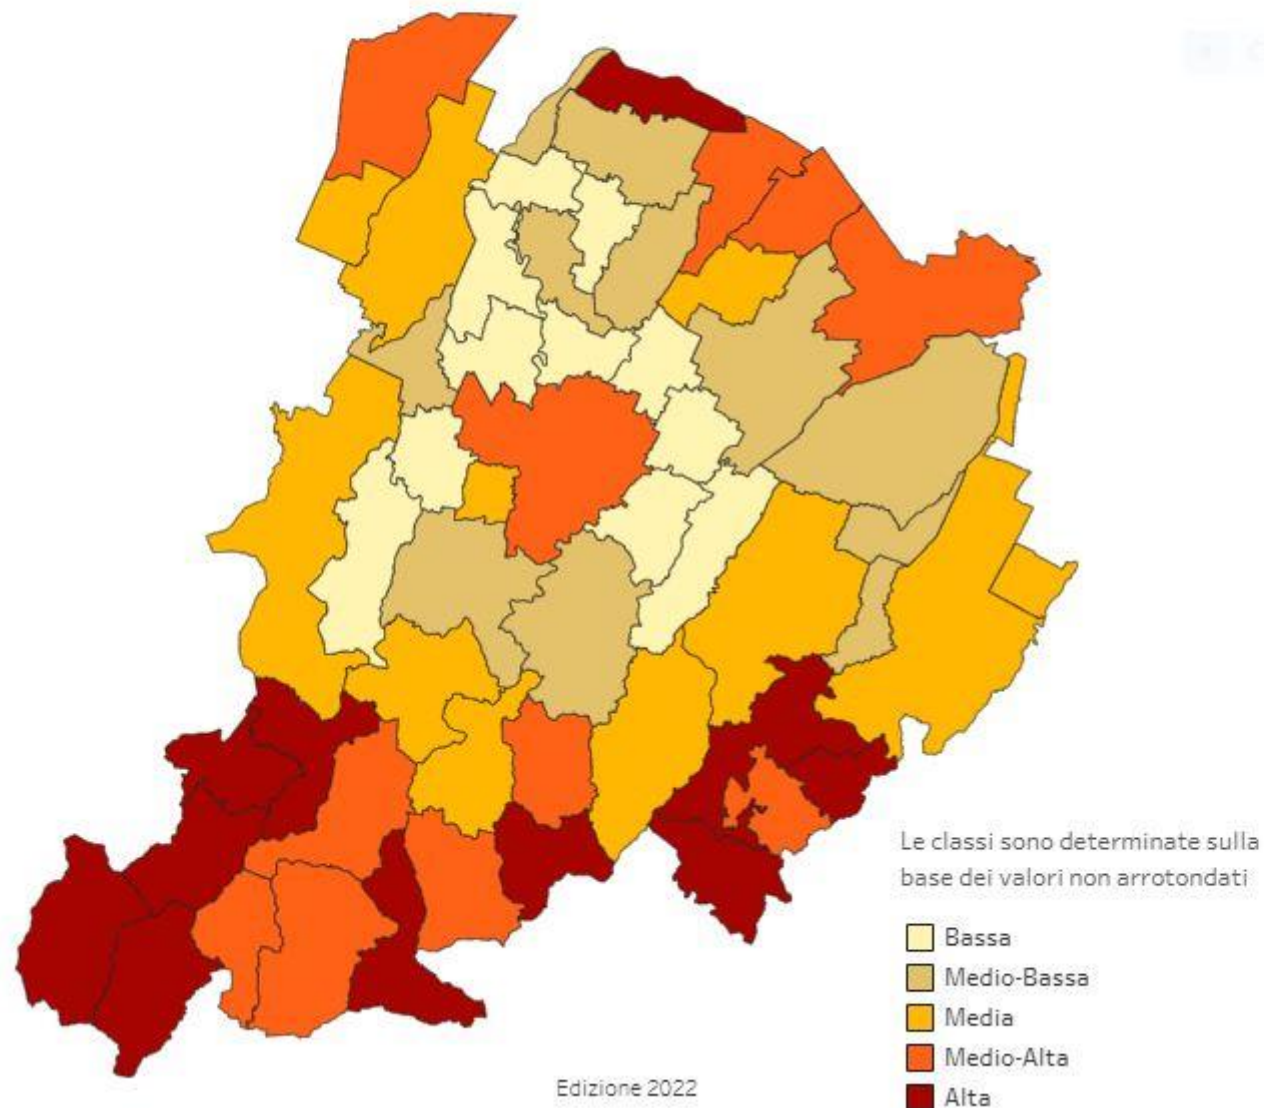 Le classi sono determinate sulla
base dei valori non arrotondati
Bassa
Medio-Bassa
Media
Medio-Alta
Alta
Edizione 2022